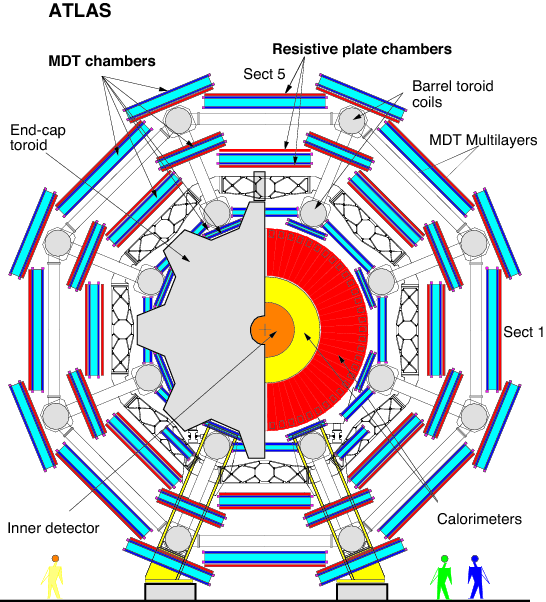 ATLAS
Resistive plate chambers
MDT chambers
Sect 5
Barrel toroid
coils
End-cap
toroid
MDT Multilayers
Sect 1
Inner detector
Calorimeters